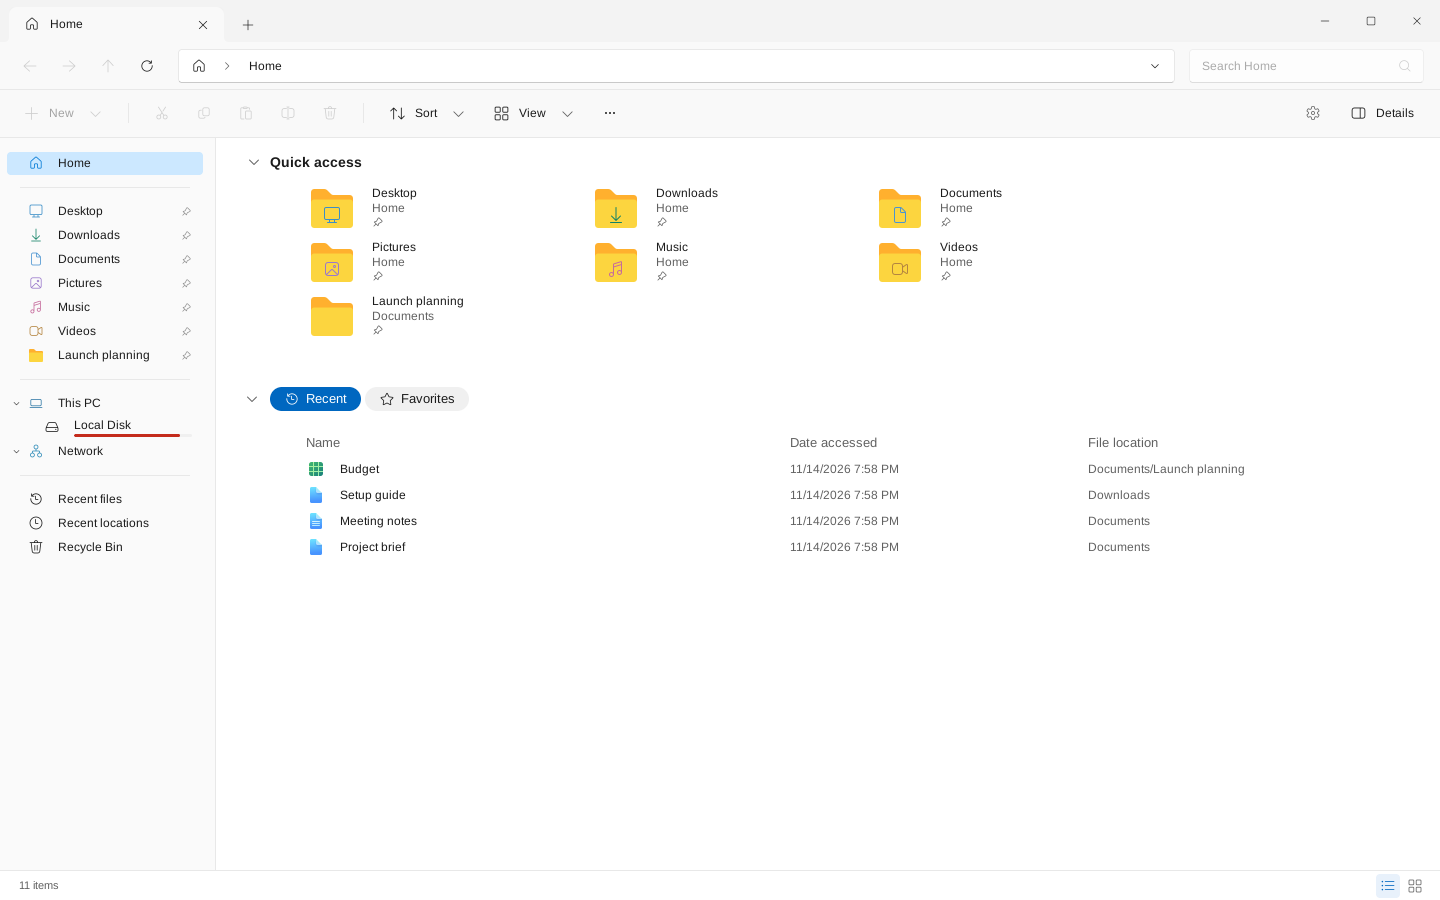 Home
Home
Search Home
New
Sort
View
Details
Home
Desktop
Downloads
Documents
Pictures
Music
Videos
Launch planning
This PC
Local Disk
Network
Recent files
Recent locations
Recycle Bin
Quick access
Desktop
Home
Downloads
Home
Documents
Home
Pictures
Home
Music
Home
Videos
Home
Launch planning
Documents
Recent
Favorites
Name Date accessed File location
Budget 11/14/2026 7:58 PM Documents/Launch planning
Setup guide 11/14/2026 7:58 PM Downloads
Meeting notes 11/14/2026 7:58 PM Documents
Project brief 11/14/2026 7:58 PM Documents
11 items